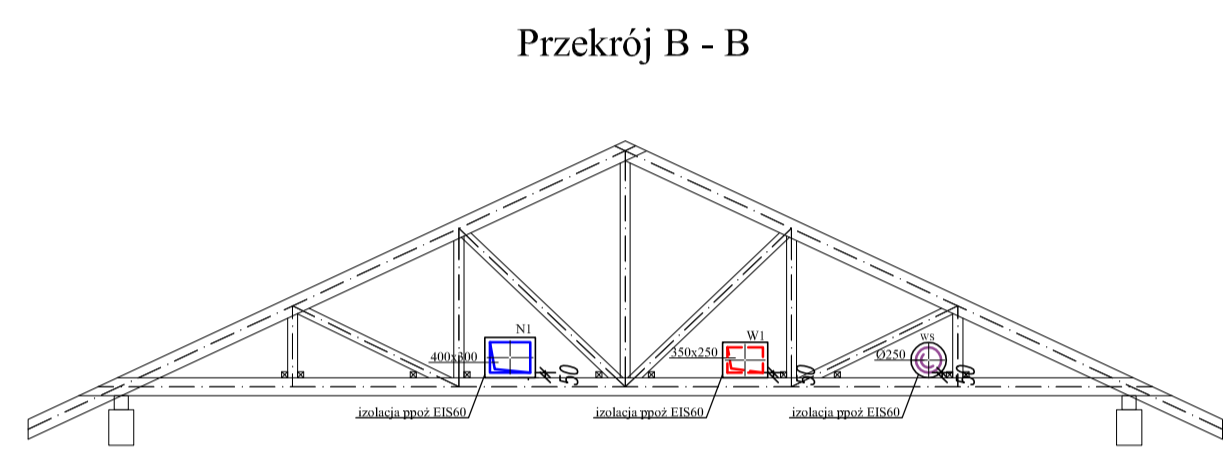 Przekrój B - B
N1
400x300
50
W1
350x250
50
WS
Ø250
50
izolacja ppoż EIS60
izolacja ppoż EIS60
izolacja ppoż EIS60